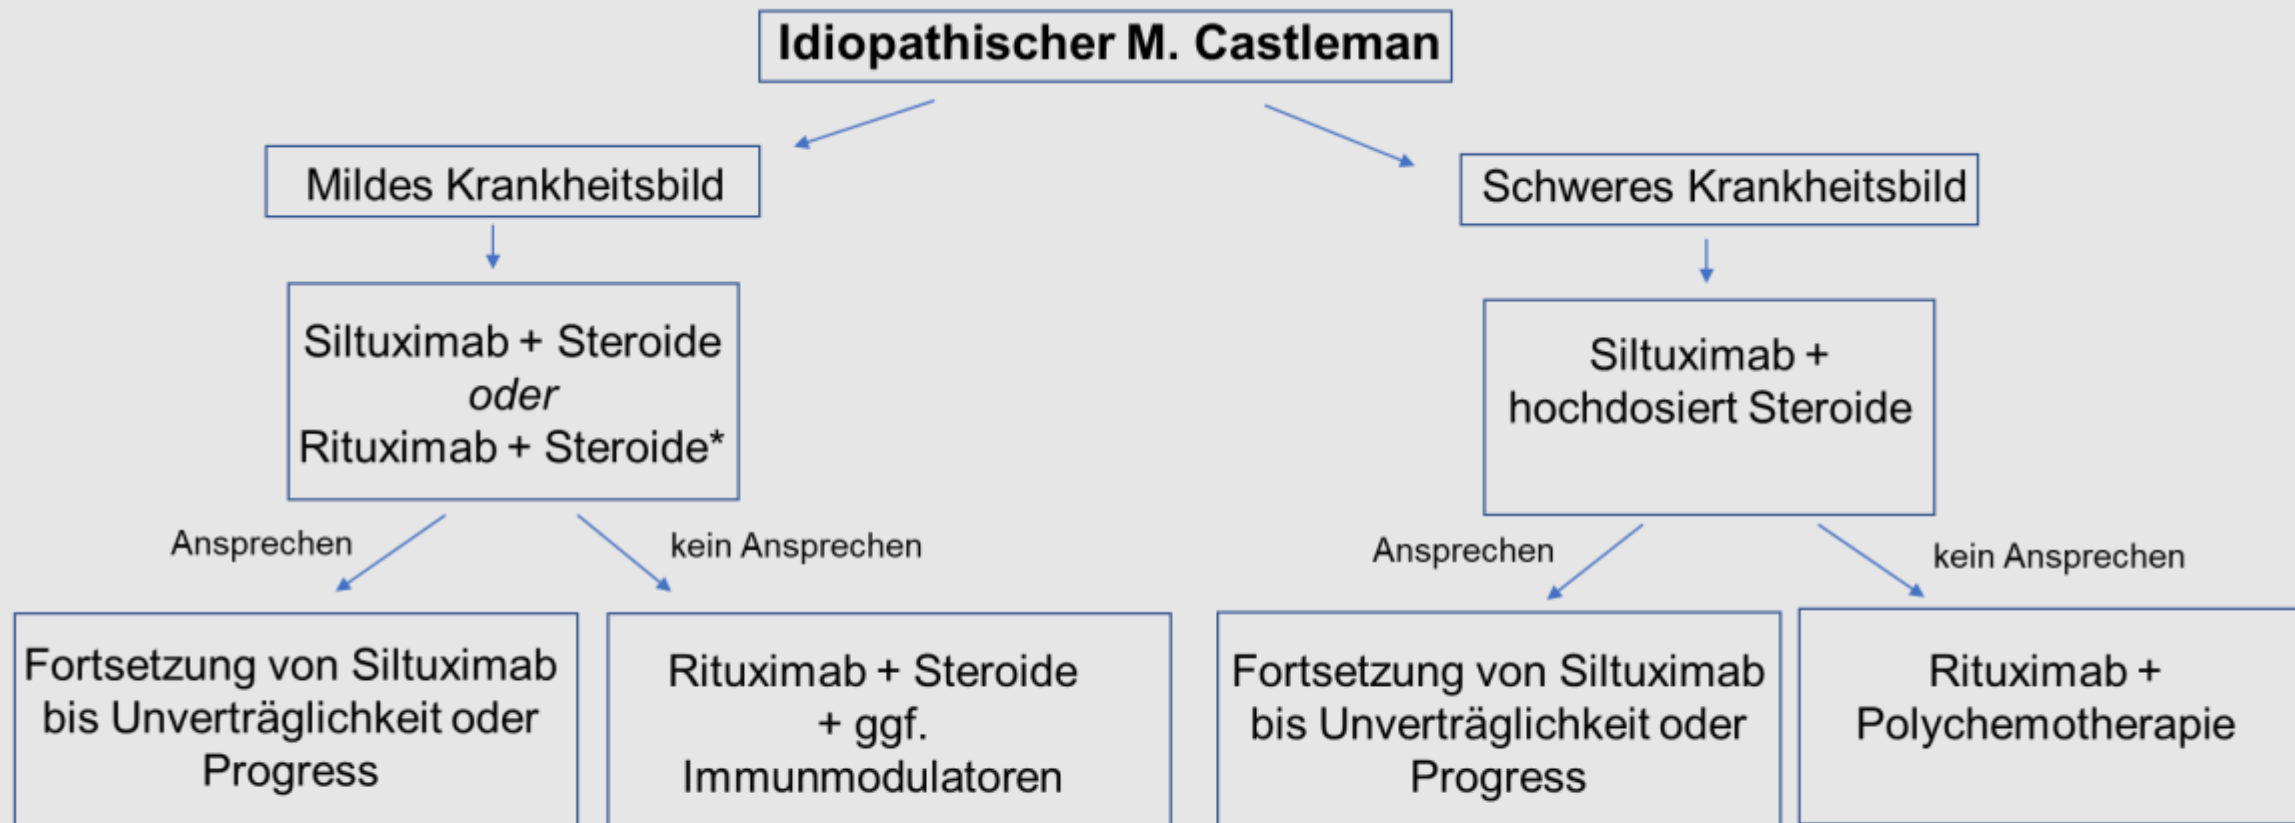 Idiopathischer M. Castleman
Mildes Krankheitsbild
Schweres Krankheitsbild
Siltuximab + Steroide
oder
Rituximab + Steroide*
Siltuximab +
hochdosiert Steroide
Ansprechen
kein Ansprechen
Ansprechen
kein Ansprechen
Fortsetzung von Siltuximab
bis Unverträglichkeit oder
Progress
Rituximab + Steroide
+ ggf.
Immunmodulatoren
Fortsetzung von Siltuximab
bis Unverträglichkeit oder
Progress
Rituximab +
Polychemotherapie